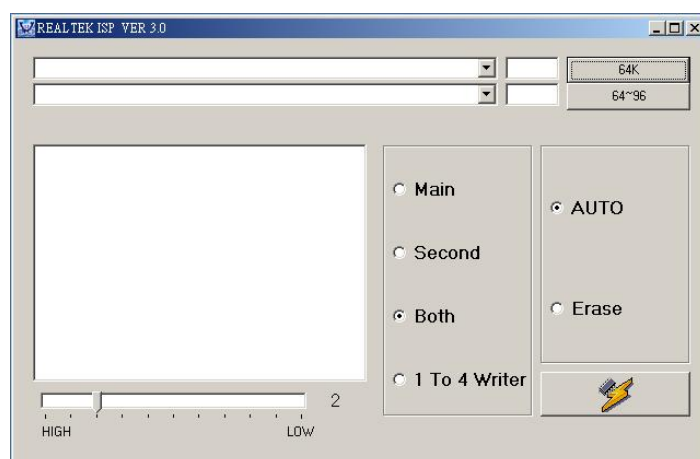 REALTEK ISP VER 3.0
64K
64~96
Main
AUTO
Second
Both
Erase
1 To 4 Writer
2
HIGH
LOW